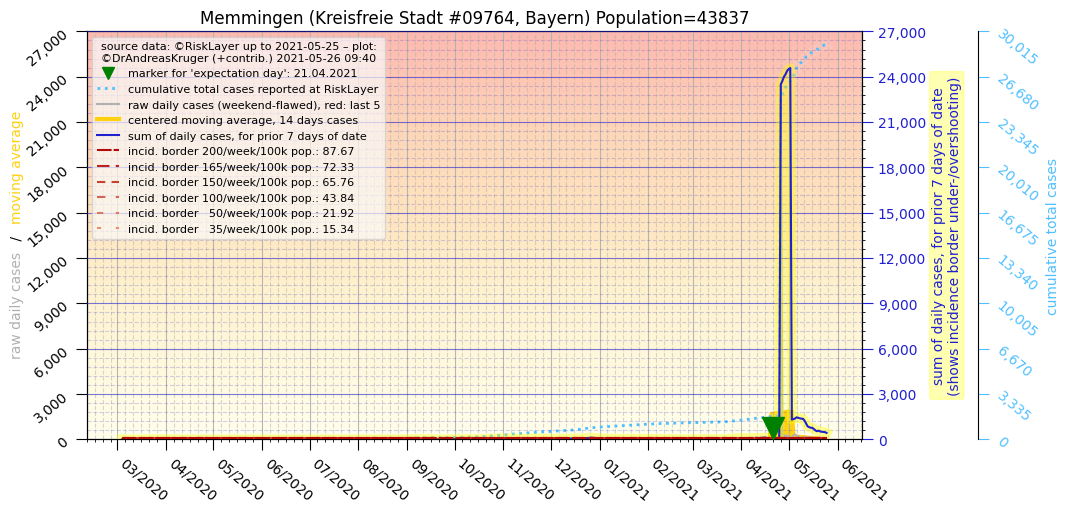 Memmingen (Kreisfreie Stadt #09764, Bayern) Population=43837
source data: ©RiskLayer up to 2021-05-25 – plot:
©DrAndreasKruger (+contrib.) 2021-05-26 09:40
marker for 'expectation day': 21.04.2021
cumulative total cases reported at RiskLayer
raw daily cases (weekend-flawed), red: last 5
centered moving average, 14 days cases
sum of daily cases, for prior 7 days of date
incid. border 200/week/100k pop.: 87.67
incid. border 165/week/100k pop.: 72.33
incid. border 150/week/100k pop.: 65.76
incid. border 100/week/100k pop.: 43.84
incid. border   50/week/100k pop.: 21.92
incid. border   35/week/100k pop.: 15.34
raw daily cases / moving average
27,000
24,000
21,000
18,000
15,000
12,000
9,000
6,000
3,000
0
03/2020
04/2020
05/2020
06/2020
07/2020
08/2020
09/2020
10/2020
11/2020
12/2020
01/2021
02/2021
03/2021
04/2021
05/2021
06/2021
27,000
24,000
21,000
18,000
15,000
12,000
9,000
6,000
3,000
0
sum of daily cases, for prior 7 days of date
(shows incidence border under-/overshooting)
30,015
26,680
23,345
20,010
16,675
13,340
10,005
6,670
3,335
0
cumulative total cases